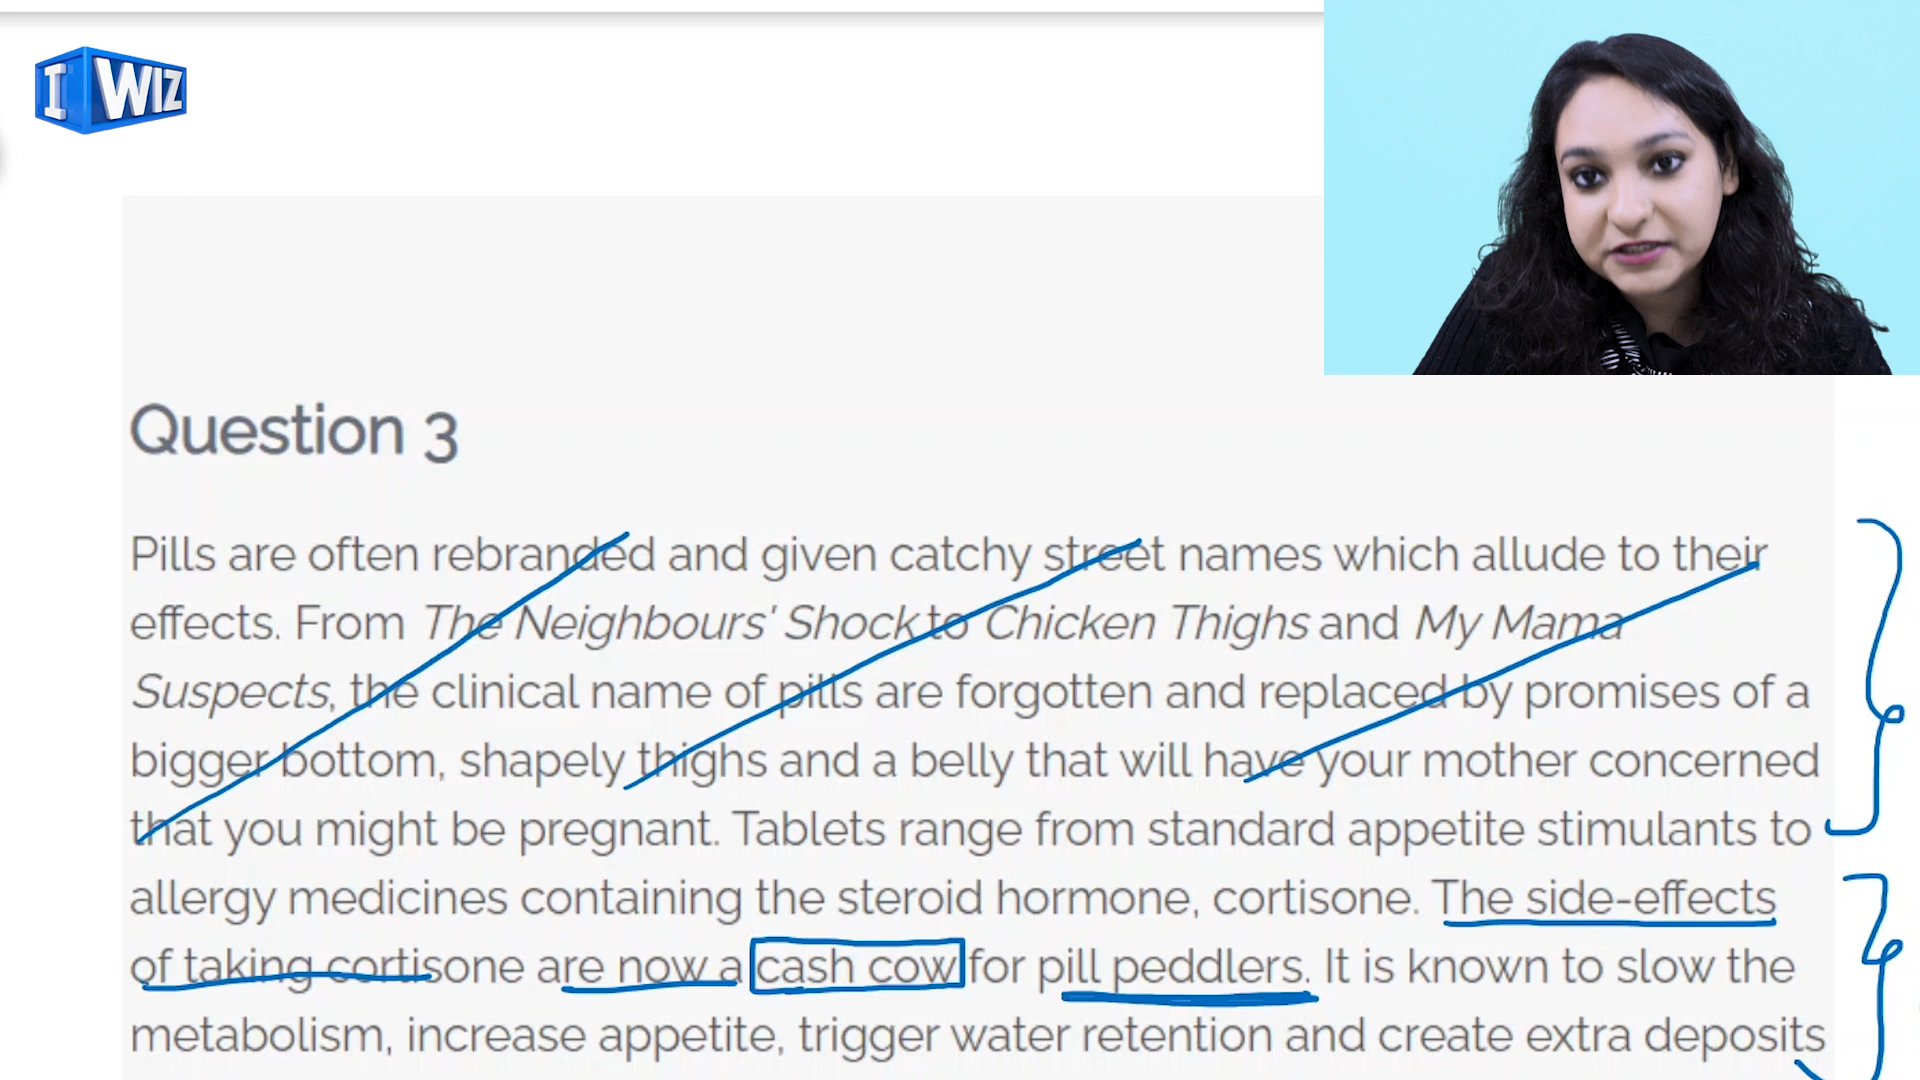 I WIZ
Question 3
Pills are often rebranded and given catchy street names which allude to their
effects. From The Neighbours' Shock to Chicken Thighs and My Mama
Suspects, the clinical name of pills are forgotten and replaced by promises of a
bigger bottom, shapely thighs and a belly that will have your mother concerned
that you might be pregnant. Tablets range from standard appetite stimulants to
allergy medicines containing the steroid hormone, cortisone. The side-effects
of taking cortisone are now a cash cow for pill peddlers. It is known to slow the
metabolism, increase appetite, trigger water retention and create extra deposits